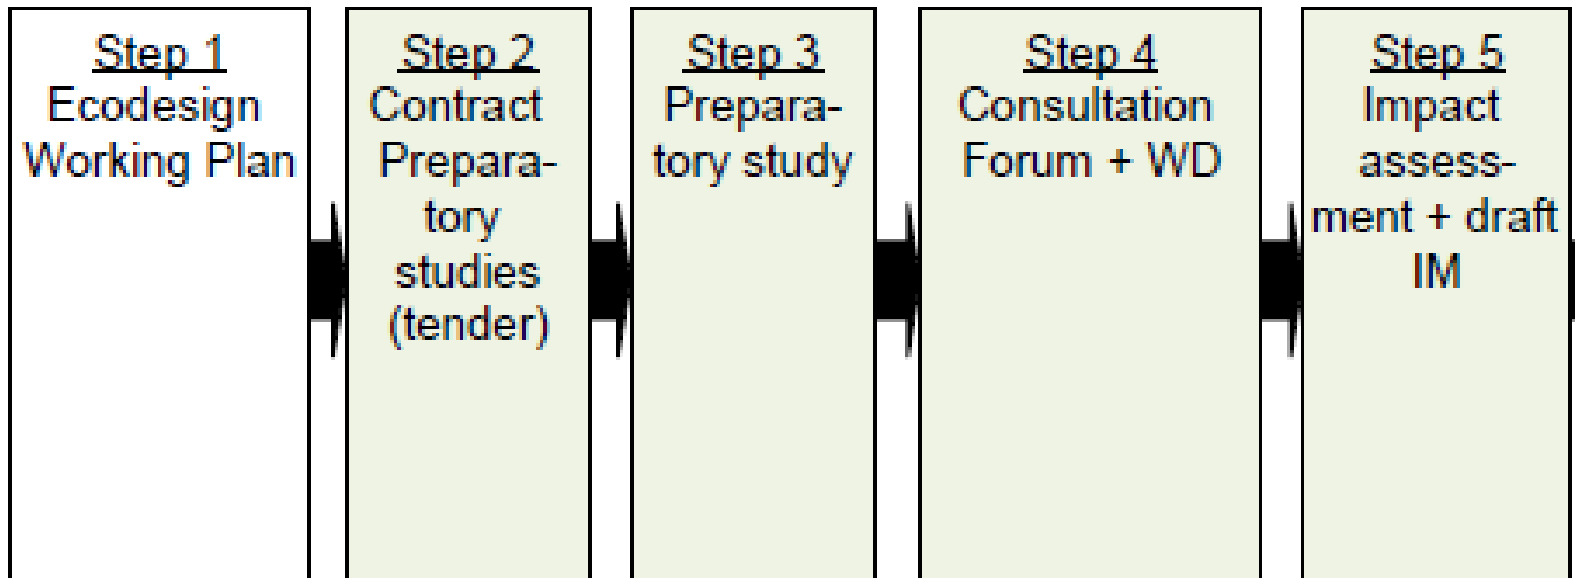 Step 1
Ecodesign
Working Plan
Step 2
Contract
Prepara-
tory
studies
(tender)
Step 3
Prepara-
tory study
Step 4
Consultation
Forum + WD
Step 5
Impact
assess-
ment + draft
IM